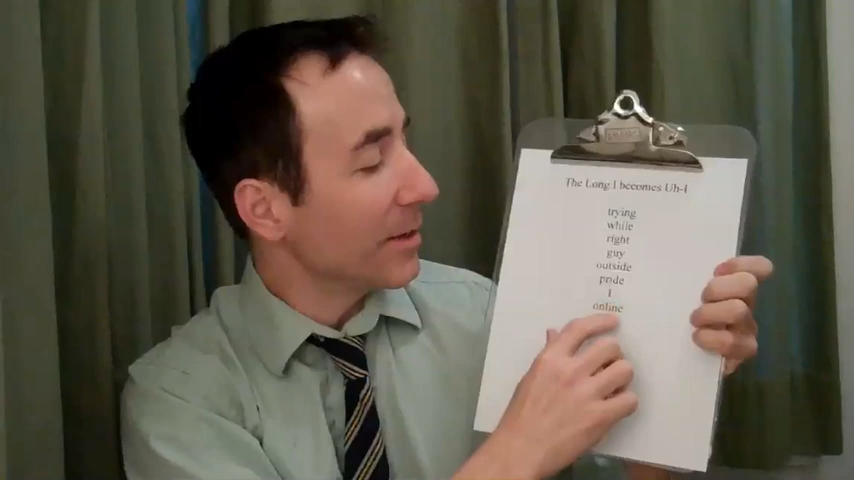 The Long I becomes Uh-I
trying
while
right
guy
outside
pride
I
online